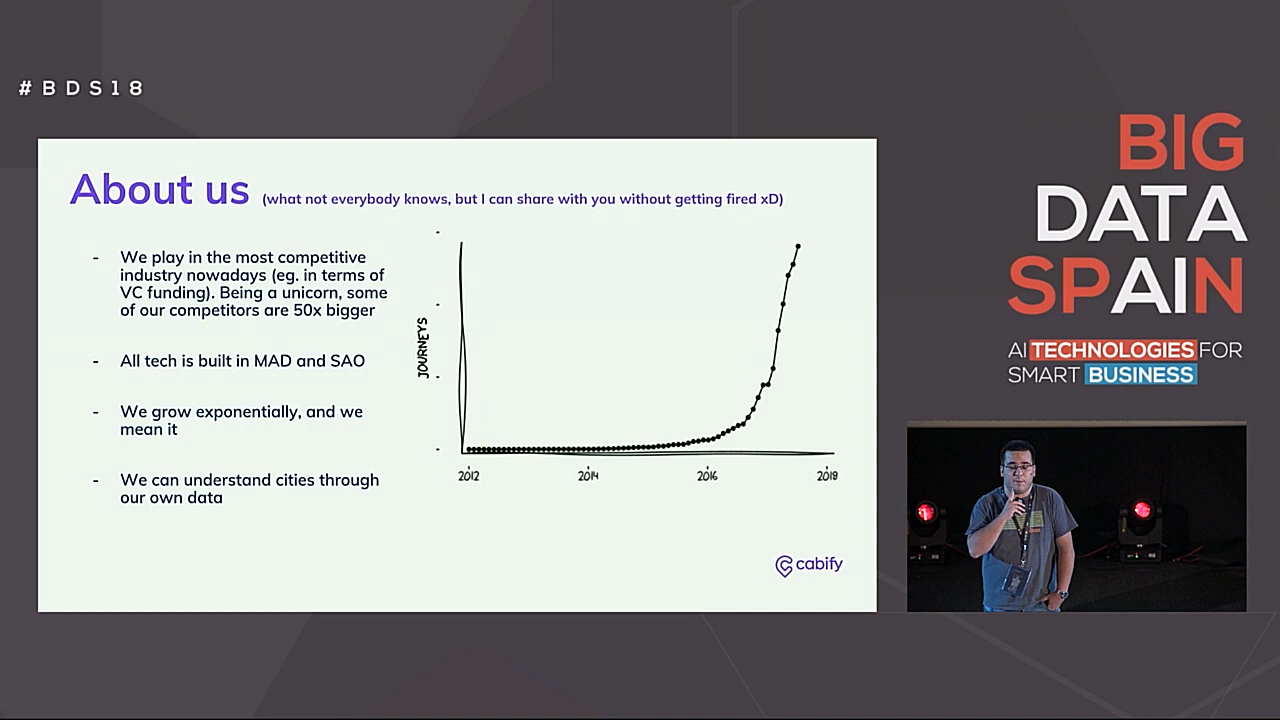 #BDS18
About us (what not everybody knows, but I can share with you without getting fired xD)
- We play in the most competitive
industry nowadays (eg. in terms of
VC funding). Being a unicorn, some
of our competitors are 50x bigger
- All tech is built in MAD and SAO
- We grow exponentially, and we
mean it
- We can understand cities through
our own data
JOURNEYS
2012 2014 2016 2018
cabify
BIG
DATA
SPAIN
AI TECHNOLOGIES FOR
SMART BUSINESS